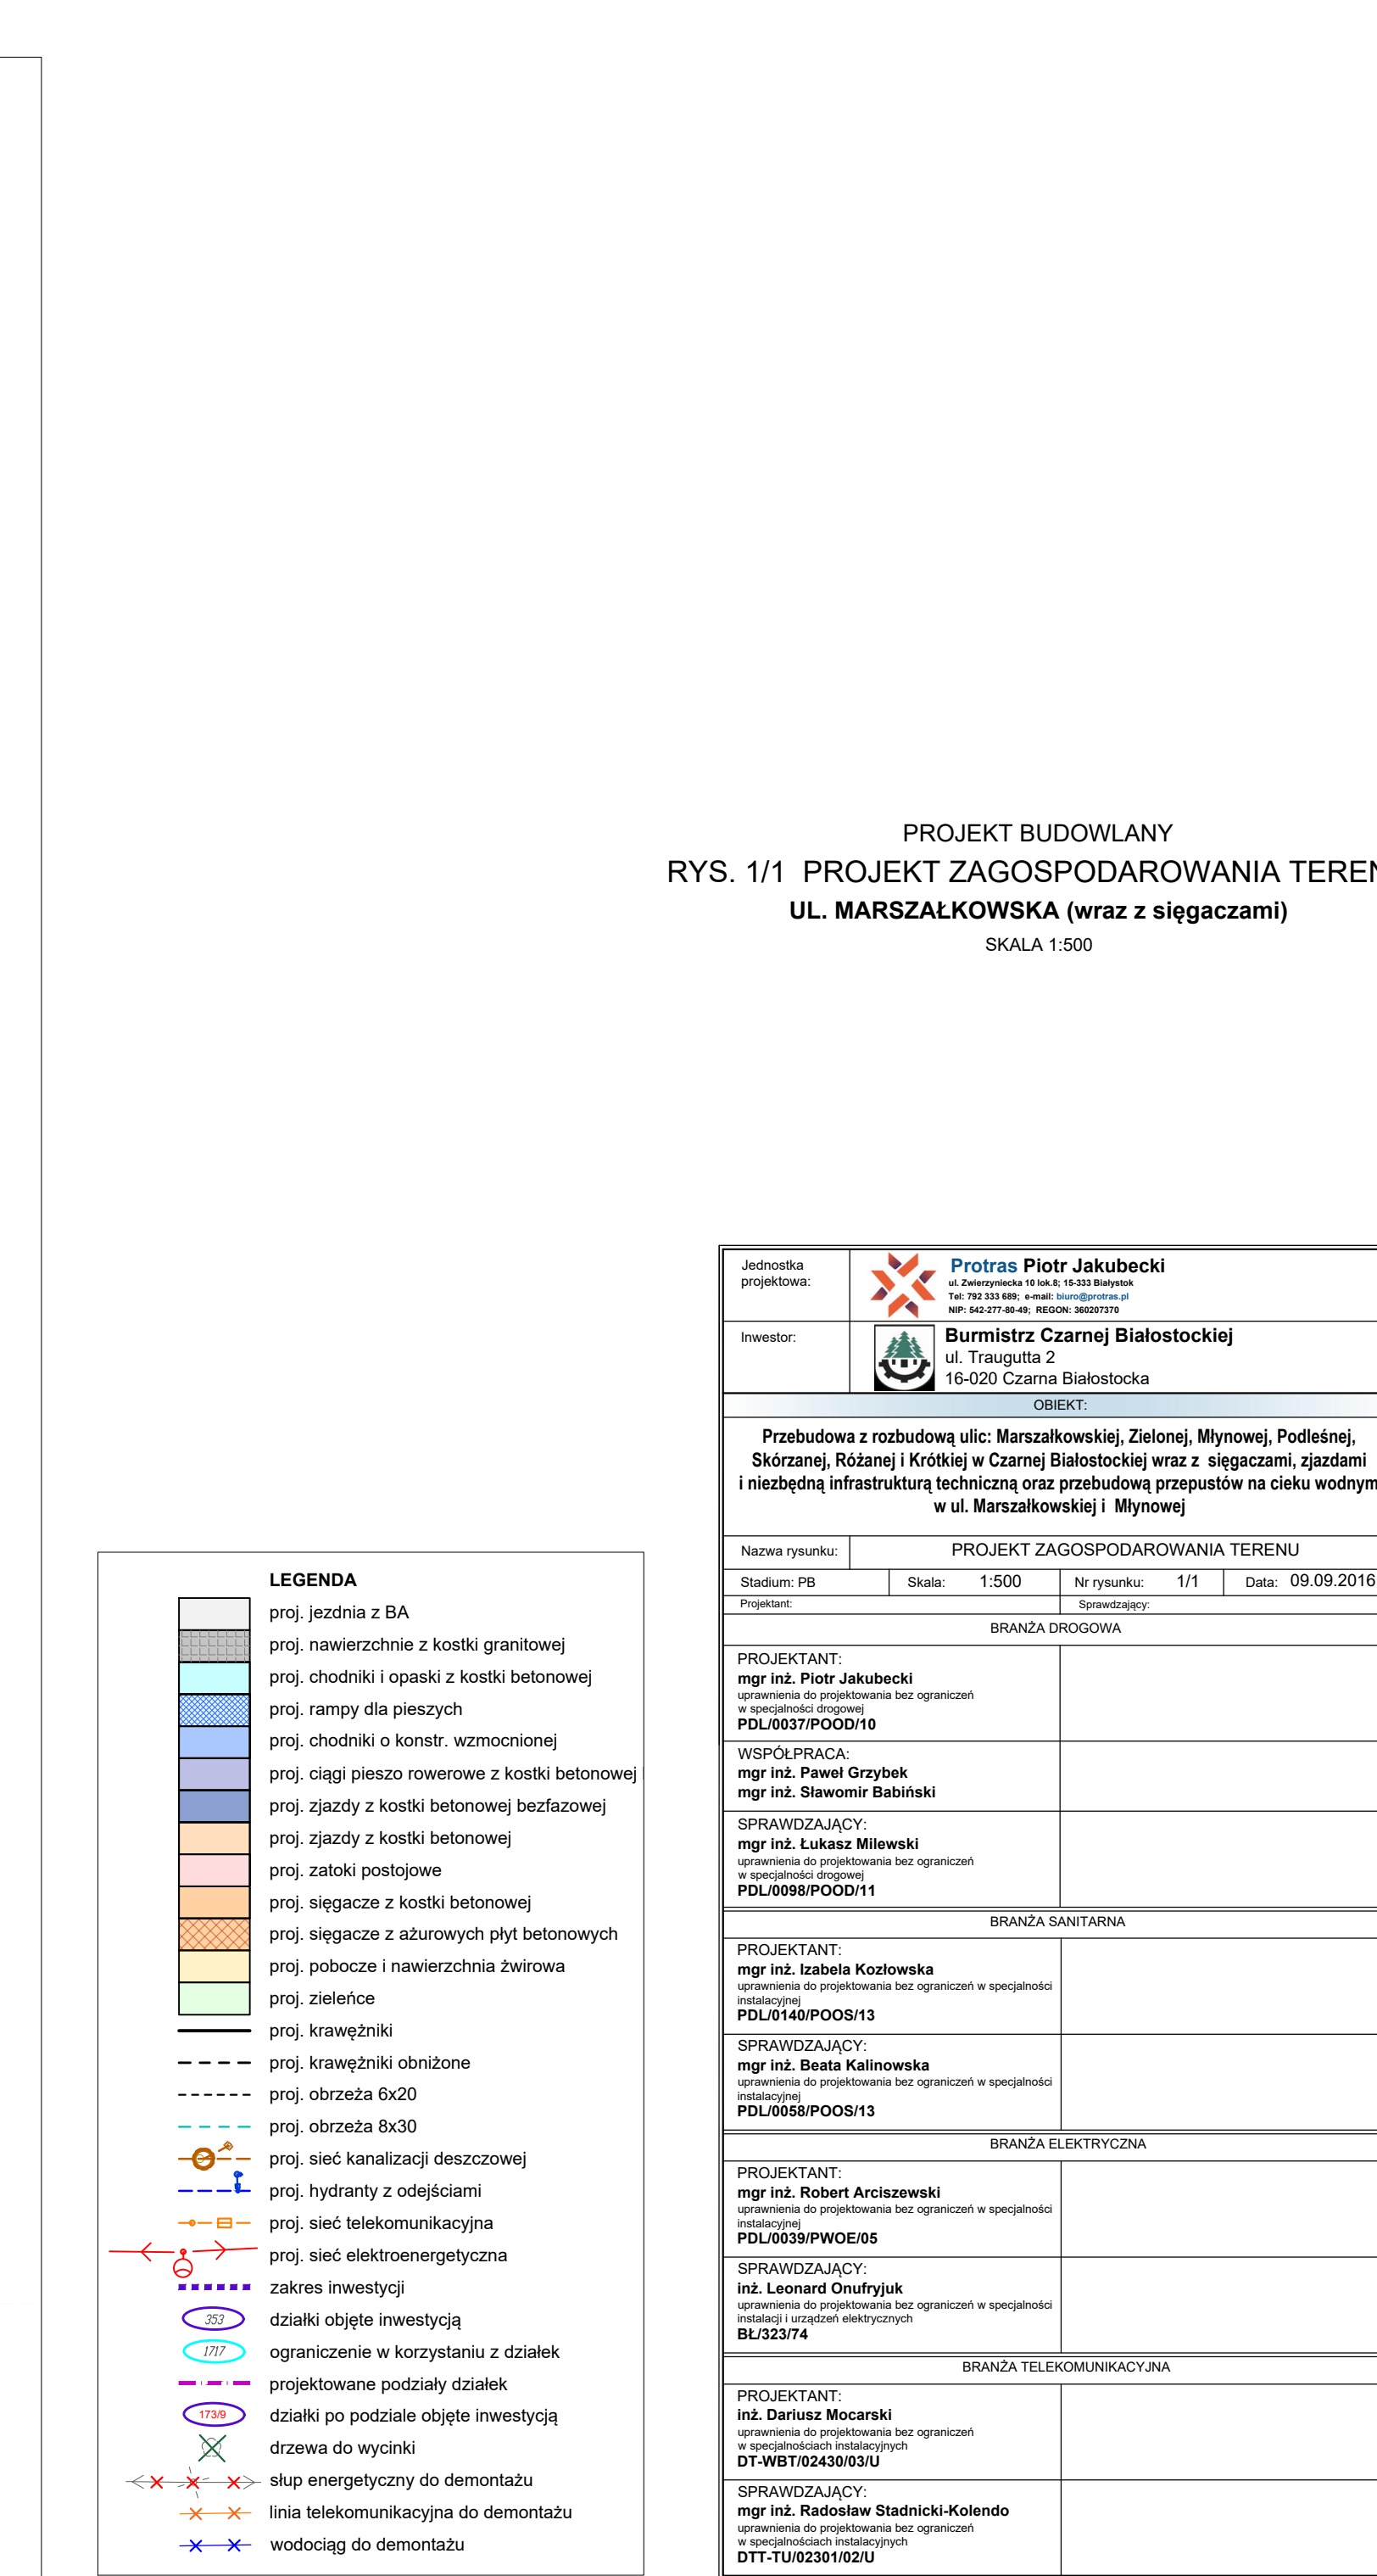 PROJEKT BUDOWLANY
RYS. 1/1 PROJEKT ZAGOSPODAROWANIA TEREN
UL. MARSZAŁKOWSKA (wraz z sięgaczami)
SKALA 1:500
LEGENDA
proj. jezdnia z BA
proj. nawierzchnie z kostki granitowej
proj. chodniki i opaski z kostki betonowej
proj. rampy dla pieszych
proj. chodniki o konstr. wzmocnionej
proj. ciągi pieszo rowerowe z kostki betonowej
proj. zjazdy z kostki betonowej bezfazowej
proj. zjazdy z kostki betonowej
proj. zatoki postojowe
proj. sięgacze z kostki betonowej
proj. sięgacze z ażurowych płyt betonowych
proj. pobocze i nawierzchnia żwirowa
proj. zieleńce
proj. krawężniki
proj. krawężniki obniżone
proj. obrzeża 6x20
proj. obrzeża 8x30
proj. sieć kanalizacji deszczowej
proj. hydranty z odejściami
proj. sieć telekomunikacyjna
proj. sieć elektroenergetyczna
zakres inwestycji
353 działki objęte inwestycją
1717 ograniczenie w korzystaniu z działek
projektowane podziały działek
173/9 działki po podziale objęte inwestycją
drzewa do wycinki
słup energetyczny do demontażu
linia telekomunikacyjna do demontażu
wodociąg do demontażu
Jednostka
projektowa:
Protras Piotr Jakubecki
ul. Zwierzyniecka 10 lok.8; 15-333 Białystok
Tel: 792 333 689; e-mail: biuro@protras.pl
NIP: 542-277-80-49; REGON: 360207370
Inwestor:
Burmistrz Czarnej Białostockiej
ul. Traugutta 2
16-020 Czarna Białostocka
OBIEKT:
Przebudowa z rozbudową ulic: Marszałkowskiej, Zielonej, Młynowej, Podleśnej,
Skórzanej, Różanej i Krótkiej w Czarnej Białostockiej wraz z sięgaczami, zjazdami
i niezbędną infrastrukturą techniczną oraz przebudową przepustów na cieku wodnym
w ul. Marszałkowskiej i Młynowej
Nazwa rysunku: PROJEKT ZAGOSPODAROWANIA TERENU
Stadium: PB Skala: 1:500 Nr rysunku: 1/1 Data: 09.09.2016
Projektant: Sprawdzający:
BRANŻA DROGOWA
PROJEKTANT:
mgr inż. Piotr Jakubecki
uprawnienia do projektowania bez ograniczeń
w specjalności drogowej
PDL/0037/POOD/10
WSPÓŁPRACA:
mgr inż. Paweł Grzybek
mgr inż. Sławomir Babiński
SPRAWDZAJĄCY:
mgr inż. Łukasz Milewski
uprawnienia do projektowania bez ograniczeń
w specjalności drogowej
PDL/0098/POOD/11
BRANŻA SANITARNA
PROJEKTANT:
mgr inż. Izabela Kozłowska
uprawnienia do projektowania bez ograniczeń w specjalności
instalacyjnej
PDL/0140/POOS/13
SPRAWDZAJĄCY:
mgr inż. Beata Kalinowska
uprawnienia do projektowania bez ograniczeń w specjalności
instalacyjnej
PDL/0058/POOS/13
BRANŻA ELEKTRYCZNA
PROJEKTANT:
mgr inż. Robert Arciszewski
uprawnienia do projektowania bez ograniczeń w specjalności
instalacyjnej
PDL/0039/PWOE/05
SPRAWDZAJĄCY:
inż. Leonard Onufryjuk
uprawnienia do projektowania bez ograniczeń w specjalności
instalacji i urządzeń elektrycznych
BŁ/323/74
BRANŻA TELEKOMUNIKACYJNA
PROJEKTANT:
inż. Dariusz Mocarski
uprawnienia do projektowania bez ograniczeń
w specjalnościach instalacyjnych
DT-WBT/02430/03/U
SPRAWDZAJĄCY:
mgr inż. Radosław Stadnicki-Kolendo
uprawnienia do projektowania bez ograniczeń
w specjalnościach instalacyjnych
DTT-TU/02301/02/U